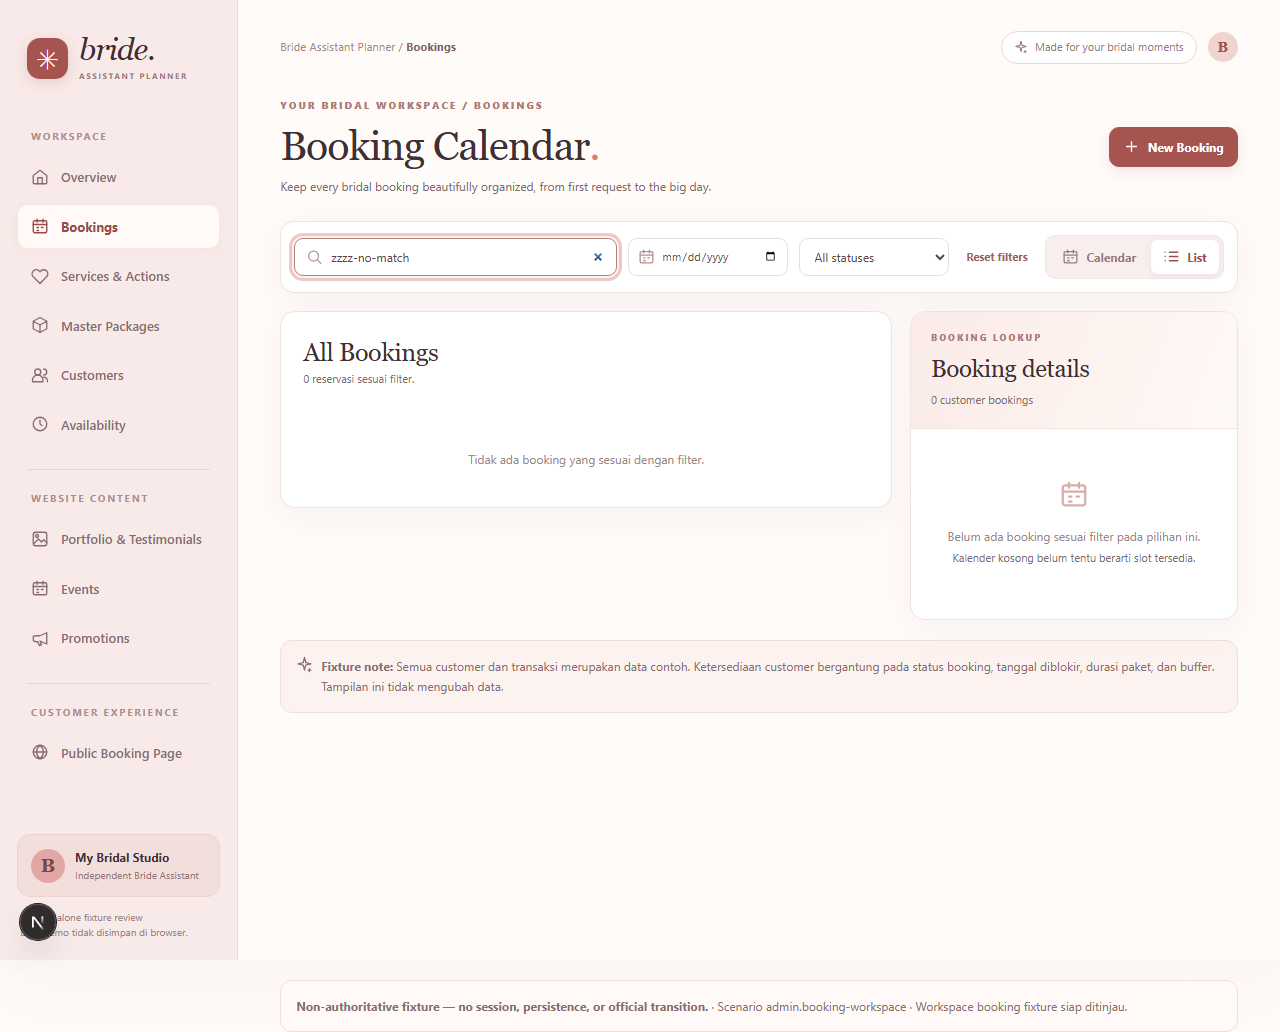 bride.
ASSISTANT PLANNER
WORKSPACE
Overview
Bookings
Services & Actions
Master Packages
Customers
Availability
WEBSITE CONTENT
Portfolio & Testimonials
Events
Promotions
CUSTOMER EXPERIENCE
Public Booking Page
B
My Bridal Studio
Independent Bride Assistant
alone fixture review
emo tidak disimpan di browser.
N
Bride Assistant Planner / Bookings
Made for your bridal moments
B
YOUR BRIDAL WORKSPACE / BOOKINGS
Booking Calendar.
Keep every bridal booking beautifully organized, from first request to the big day.
New Booking
zzzz-no-match
mm/dd/yyyy
All statuses
Reset filters
Calendar
List
All Bookings
0 reservasi sesuai filter.
Tidak ada booking yang sesuai dengan filter.
BOOKING LOOKUP
Booking details
0 customer bookings
Belum ada booking sesuai filter pada pilihan ini.
Kalender kosong belum tentu berarti slot tersedia.
Fixture note: Semua customer dan transaksi merupakan data contoh. Ketersediaan customer bergantung pada status booking, tanggal diblokir, durasi paket, dan buffer.
Tampilan ini tidak mengubah data.
Non-authoritative fixture — no session, persistence, or official transition. · Scenario admin.booking-workspace · Workspace booking fixture siap ditinjau.